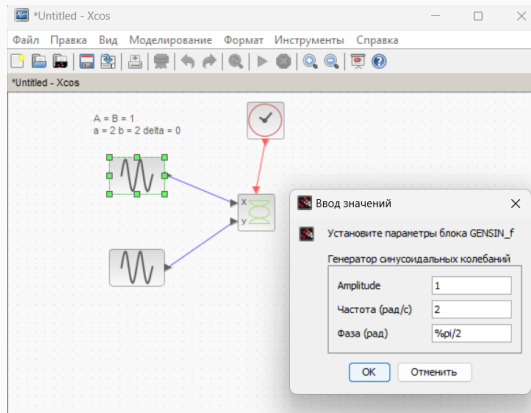 *Untitled - Xcos
Файл Правка Вид Моделирование Формат Инструменты Справка
*Untitled - Xcos
A = B = 1
a = 2 b = 2 delta = 0
x
y
Ввод значений
Установите параметры блока GENSIN_f
Генератор синусоидальных колебаний
Amplitude 1
Частота (рад/с) 2
Фаза (рад) %pi/2
OK Отменить